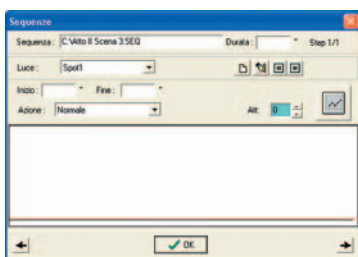 Sequenze
Sequenza : C:\Atto II Scena 3.SEQ Durata : " Step 1/1
Luce : Spot1
Inizio : " Fine : "
Azione : Normale Att: 0
OK